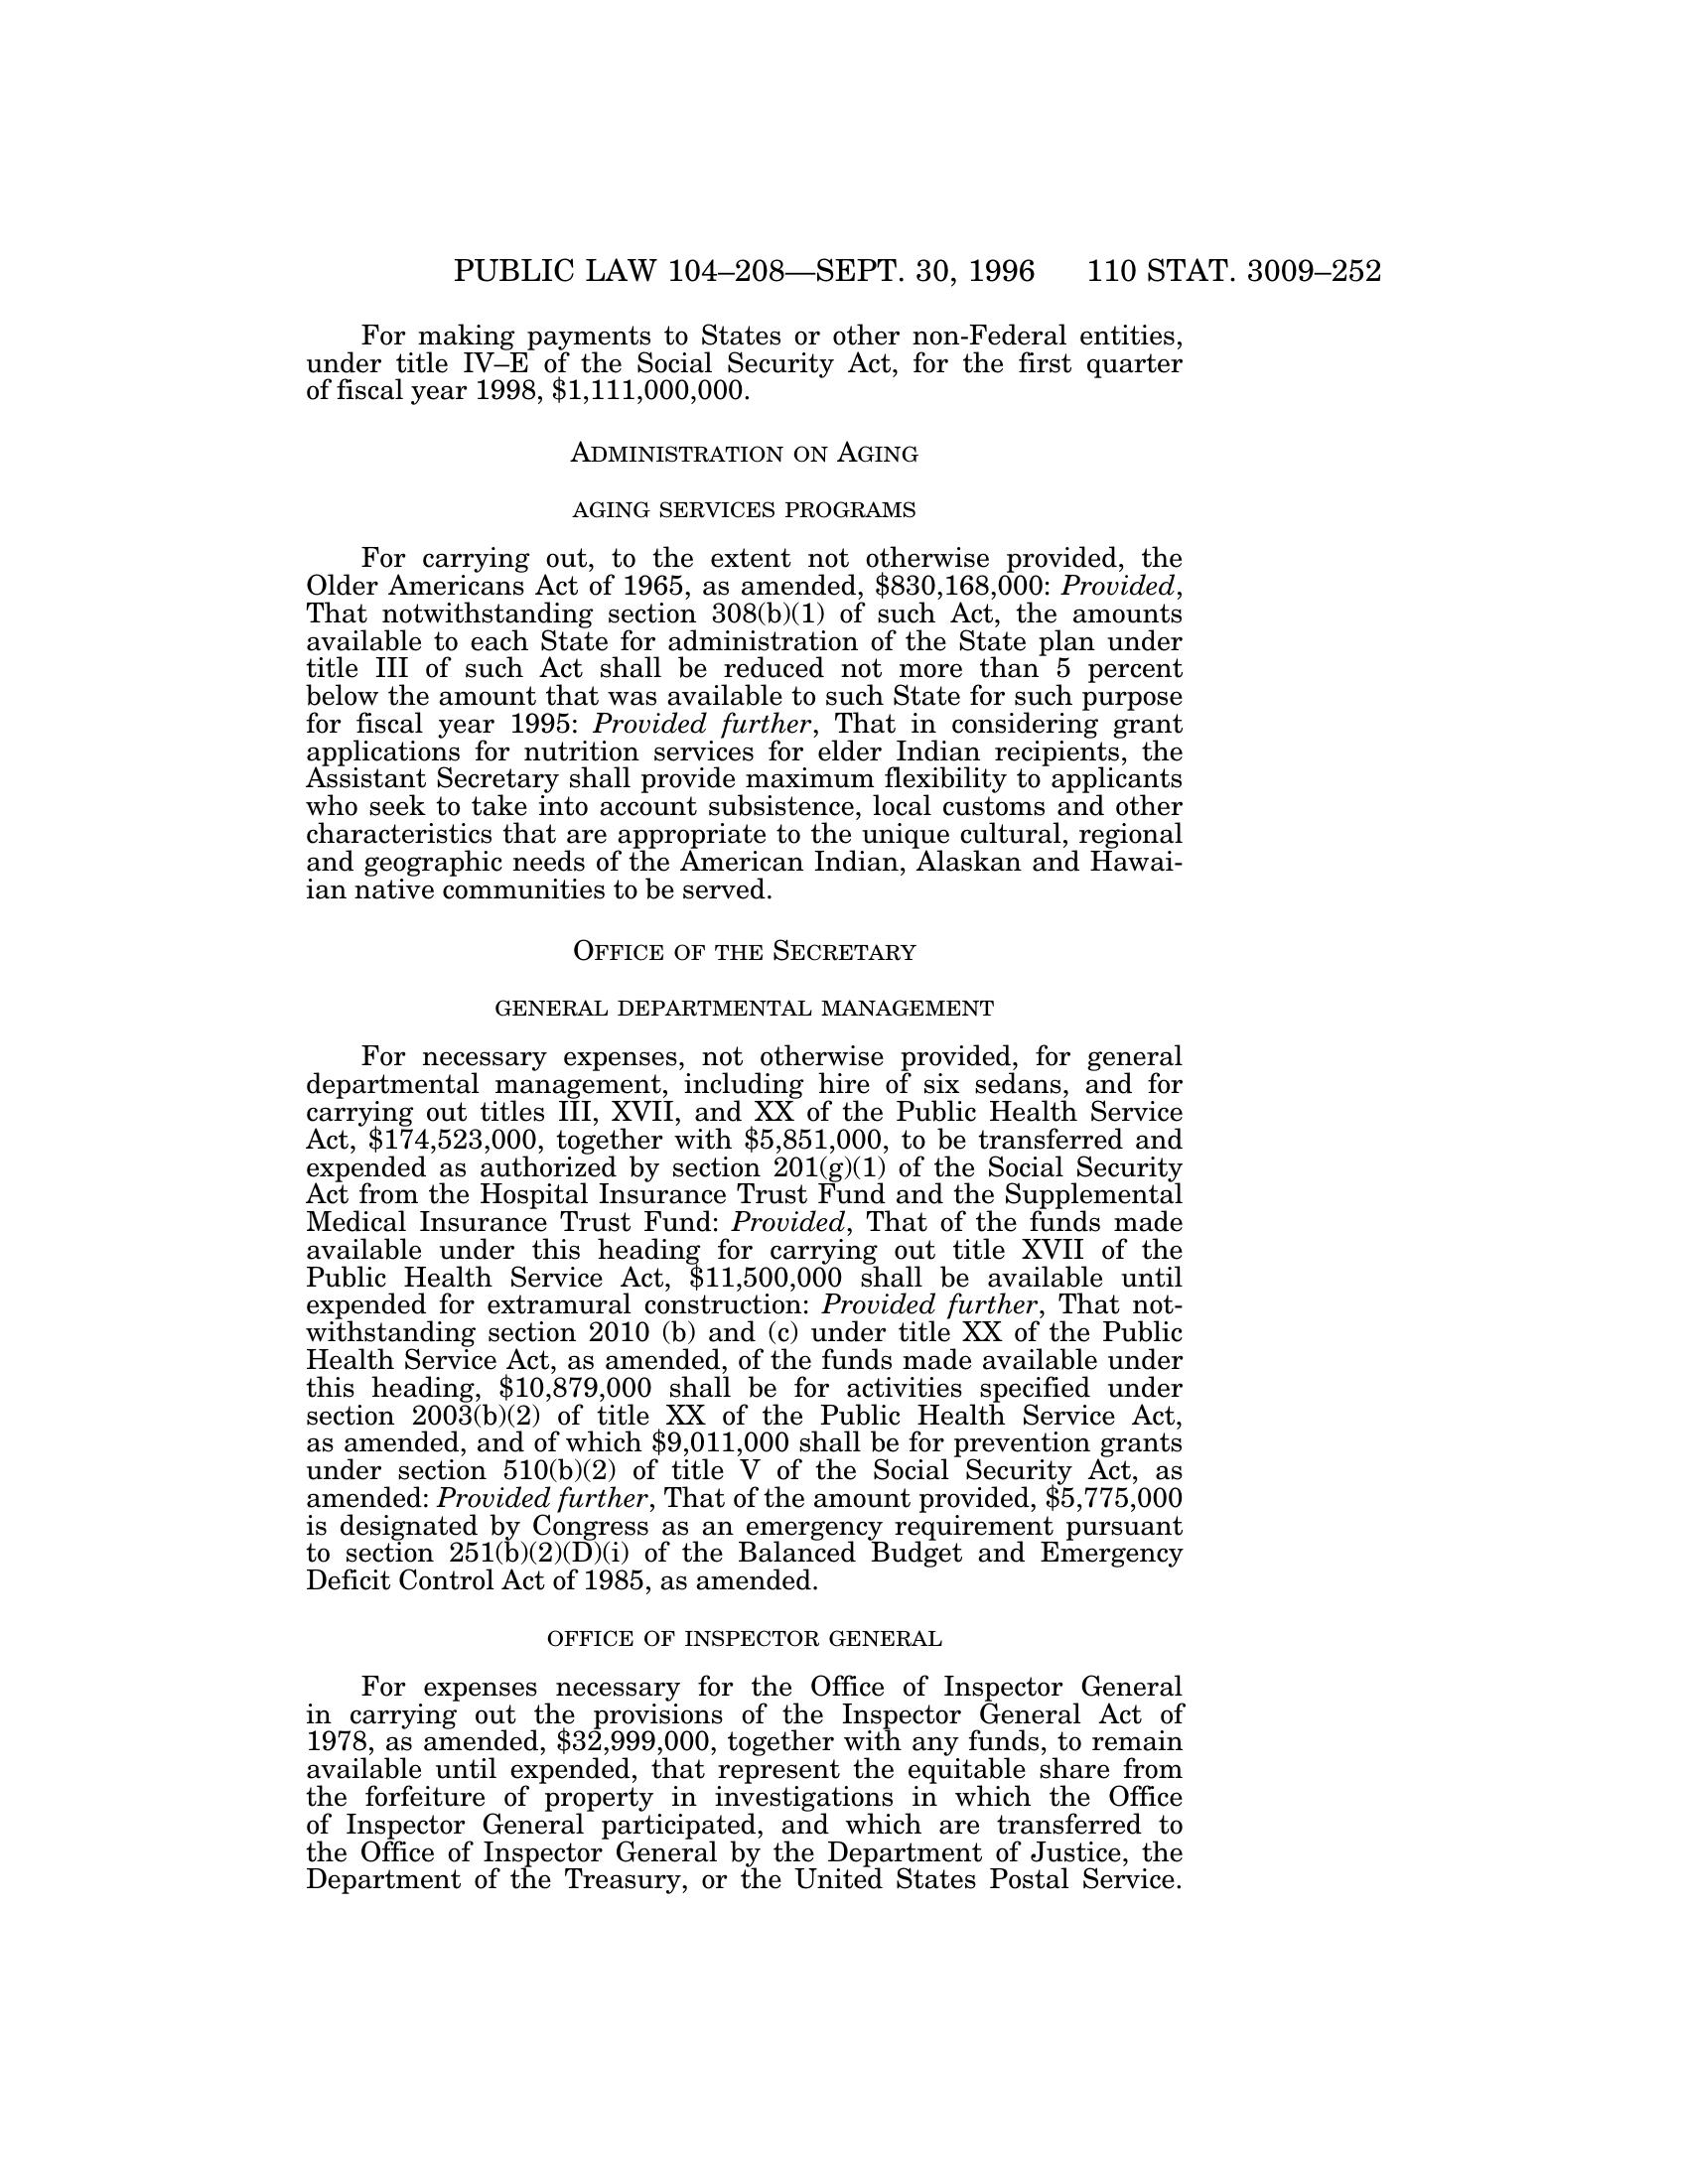 PUBLIC LAW 104–208—SEPT. 30, 1996 110 STAT. 3009–252
For making payments to States or other non-Federal entities,
under title IV–E of the Social Security Act, for the first quarter
of fiscal year 1998, $1,111,000,000.
ADMINISTRATION ON AGING
AGING SERVICES PROGRAMS
For carrying out, to the extent not otherwise provided, the
Older Americans Act of 1965, as amended, $830,168,000: Provided,
That notwithstanding section 308(b)(1) of such Act, the amounts
available to each State for administration of the State plan under
title III of such Act shall be reduced not more than 5 percent
below the amount that was available to such State for such purpose
for fiscal year 1995: Provided further, That in considering grant
applications for nutrition services for elder Indian recipients, the
Assistant Secretary shall provide maximum flexibility to applicants
who seek to take into account subsistence, local customs and other
characteristics that are appropriate to the unique cultural, regional
and geographic needs of the American Indian, Alaskan and Hawai-
ian native communities to be served.
OFFICE OF THE SECRETARY
GENERAL DEPARTMENTAL MANAGEMENT
For necessary expenses, not otherwise provided, for general
departmental management, including hire of six sedans, and for
carrying out titles III, XVII, and XX of the Public Health Service
Act, $174,523,000, together with $5,851,000, to be transferred and
expended as authorized by section 201(g)(1) of the Social Security
Act from the Hospital Insurance Trust Fund and the Supplemental
Medical Insurance Trust Fund: Provided, That of the funds made
available under this heading for carrying out title XVII of the
Public Health Service Act, $11,500,000 shall be available until
expended for extramural construction: Provided further, That not-
withstanding section 2010 (b) and (c) under title XX of the Public
Health Service Act, as amended, of the funds made available under
this heading, $10,879,000 shall be for activities specified under
section 2003(b)(2) of title XX of the Public Health Service Act,
as amended, and of which $9,011,000 shall be for prevention grants
under section 510(b)(2) of title V of the Social Security Act, as
amended: Provided further, That of the amount provided, $5,775,000
is designated by Congress as an emergency requirement pursuant
to section 251(b)(2)(D)(i) of the Balanced Budget and Emergency
Deficit Control Act of 1985, as amended.
OFFICE OF INSPECTOR GENERAL
For expenses necessary for the Office of Inspector General
in carrying out the provisions of the Inspector General Act of
1978, as amended, $32,999,000, together with any funds, to remain
available until expended, that represent the equitable share from
the forfeiture of property in investigations in which the Office
of Inspector General participated, and which are transferred to
the Office of Inspector General by the Department of Justice, the
Department of the Treasury, or the United States Postal Service.